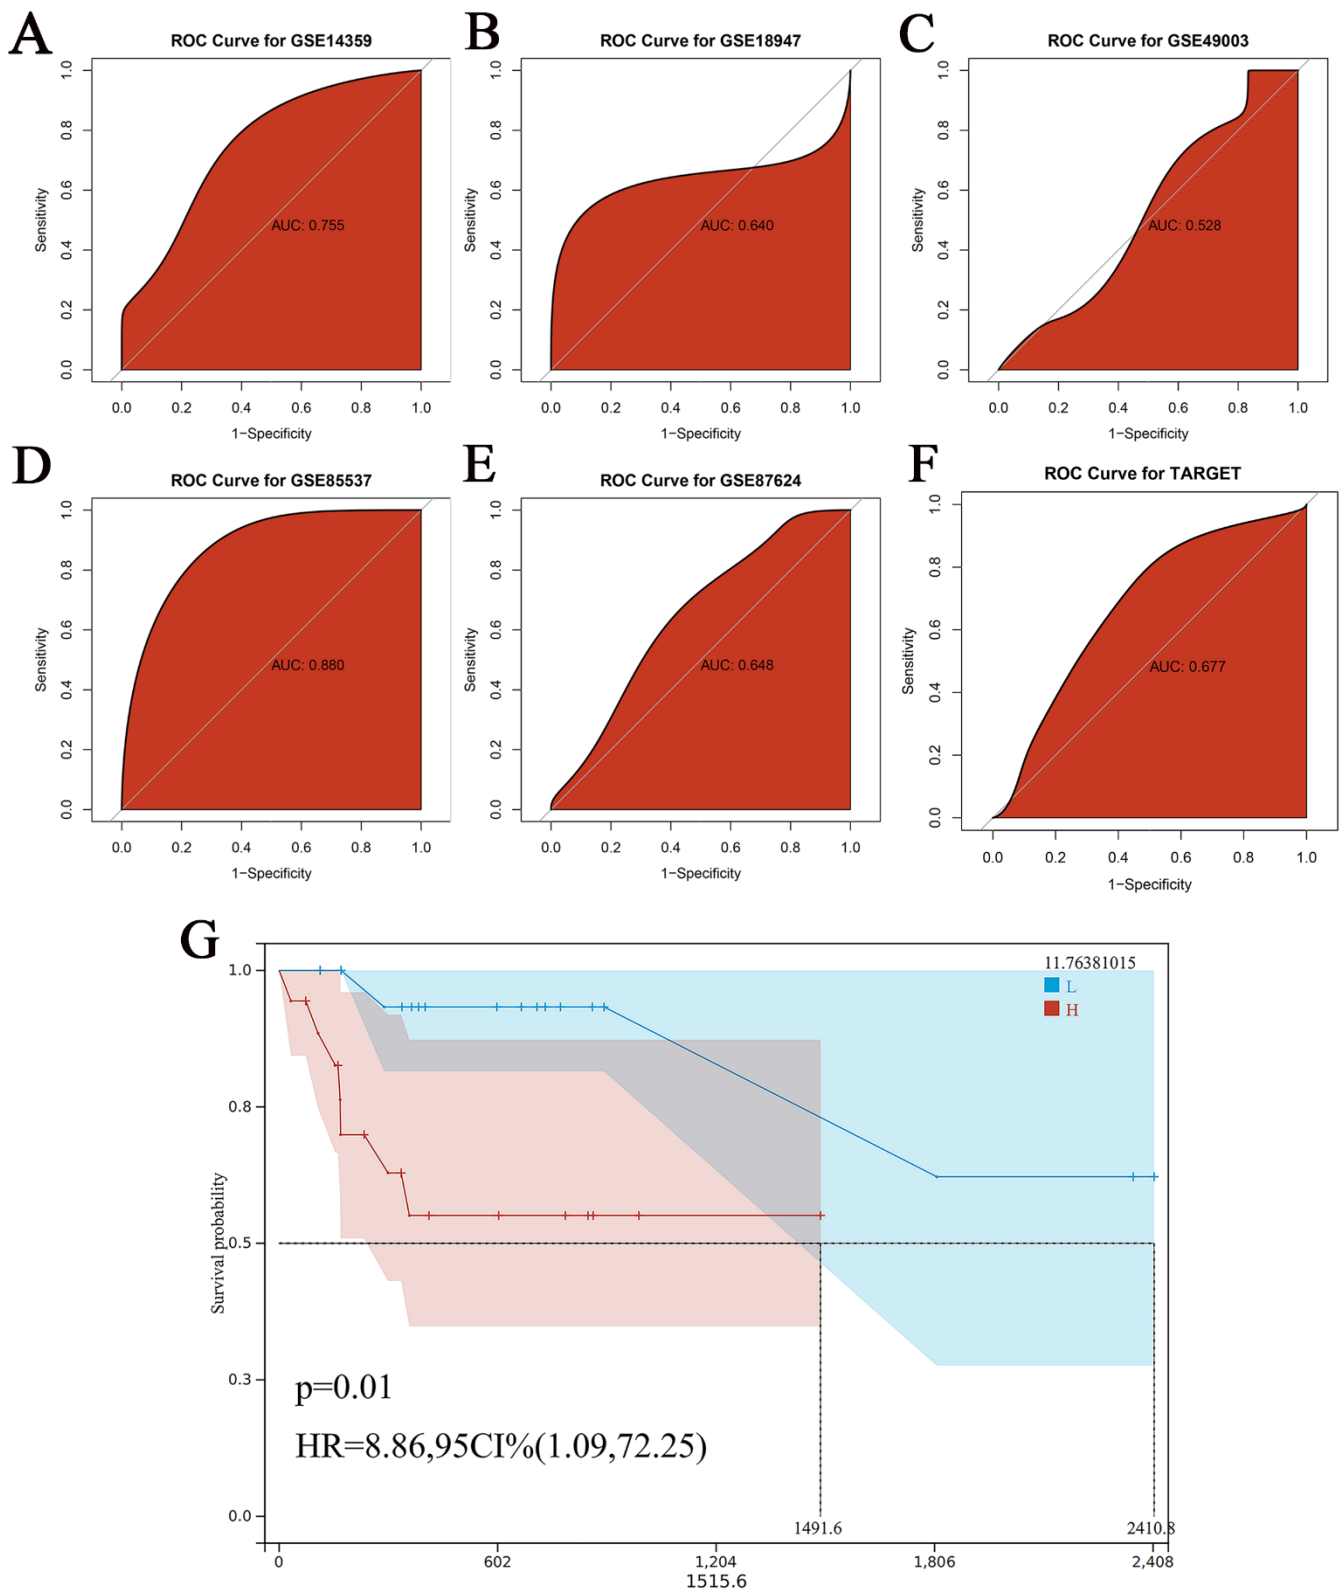 A
ROC Curve for GSE14359
1.0
0.8
0.6
0.4
0.2
0.0
Sensitivity
AUC: 0.755
0.0 0.2 0.4 0.6 0.8 1.0
1−Specificity
B
ROC Curve for GSE18947
1.0
0.8
0.6
0.4
0.2
0.0
Sensitivity
AUC: 0.640
0.0 0.2 0.4 0.6 0.8 1.0
1−Specificity
C
ROC Curve for GSE49003
1.0
0.8
0.6
0.4
0.2
0.0
Sensitivity
AUC: 0.528
0.0 0.2 0.4 0.6 0.8 1.0
1−Specificity
D
ROC Curve for GSE85537
1.0
0.8
0.6
0.4
0.2
0.0
Sensitivity
AUC: 0.880
0.0 0.2 0.4 0.6 0.8 1.0
1−Specificity
E
ROC Curve for GSE87624
1.0
0.8
0.6
0.4
0.2
0.0
Sensitivity
AUC: 0.648
0.0 0.2 0.4 0.6 0.8 1.0
1−Specificity
F
ROC Curve for TARGET
1.0
0.8
0.6
0.4
0.2
0.0
Sensitivity
AUC: 0.677
0.0 0.2 0.4 0.6 0.8 1.0
1−Specificity
G
11.76381015
L
H
1.0
0.8
0.5
0.3
0.0
Survival probability
p=0.01
HR=8.86,95CI%(1.09,72.25)
1491.6
2410.8
0 602 1,204 1,806 2,408
1515.6